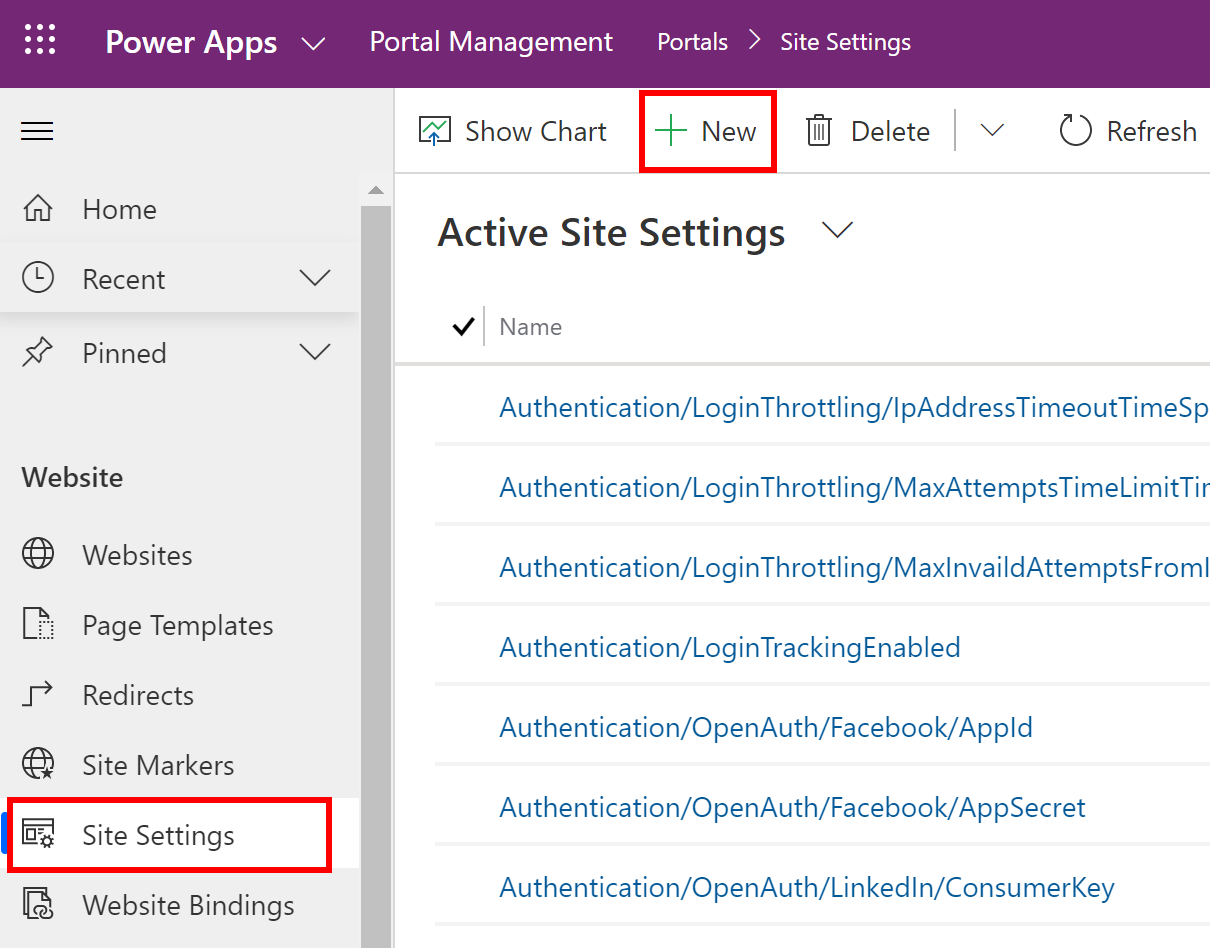 Power Apps Portal Management Portals > Site Settings
Show Chart New Delete Refresh
Home
Recent
Pinned
Website
Websites
Page Templates
Redirects
Site Markers
Site Settings
Website Bindings
Active Site Settings
Name
Authentication/LoginThrottling/IpAddressTimeoutTimeSp
Authentication/LoginThrottling/MaxAttemptsTimeLimitTim
Authentication/LoginThrottling/MaxInvaildAttemptsFromI
Authentication/LoginTrackingEnabled
Authentication/OpenAuth/Facebook/AppId
Authentication/OpenAuth/Facebook/AppSecret
Authentication/OpenAuth/LinkedIn/ConsumerKey